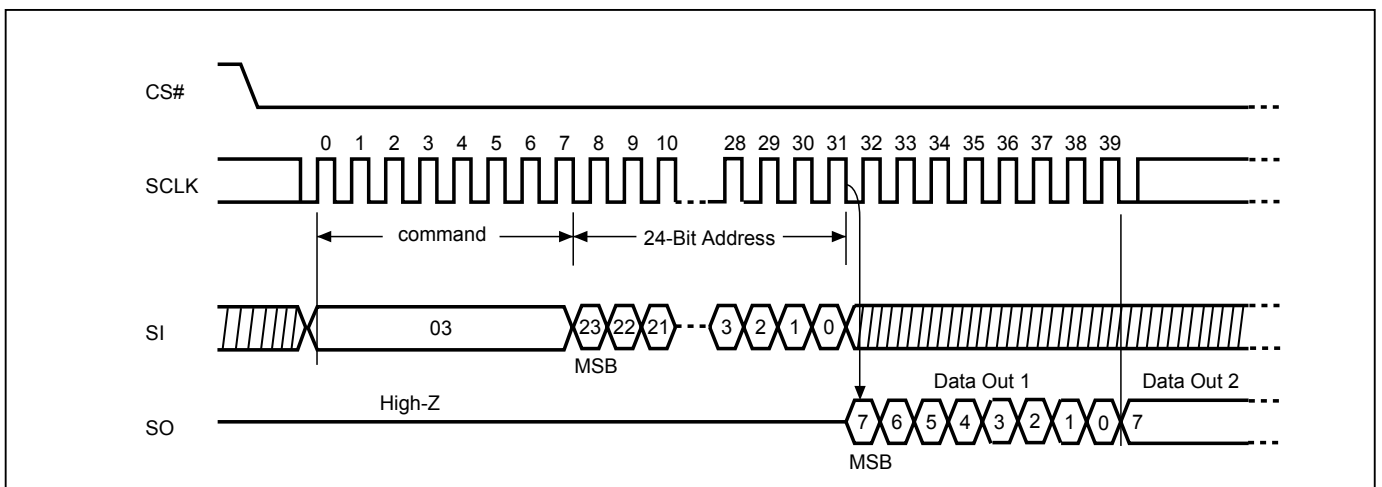 CS#
0 1 2 3 4 5 6 7 8 9 10 28 29 30 31 32 33 34 35 36 37 38 39
SCLK
command 24-Bit Address
SI 03 23 22 21 3 2 1 0
MSB
Data Out 1 Data Out 2
High-Z
SO 7 6 5 4 3 2 1 0 7
MSB